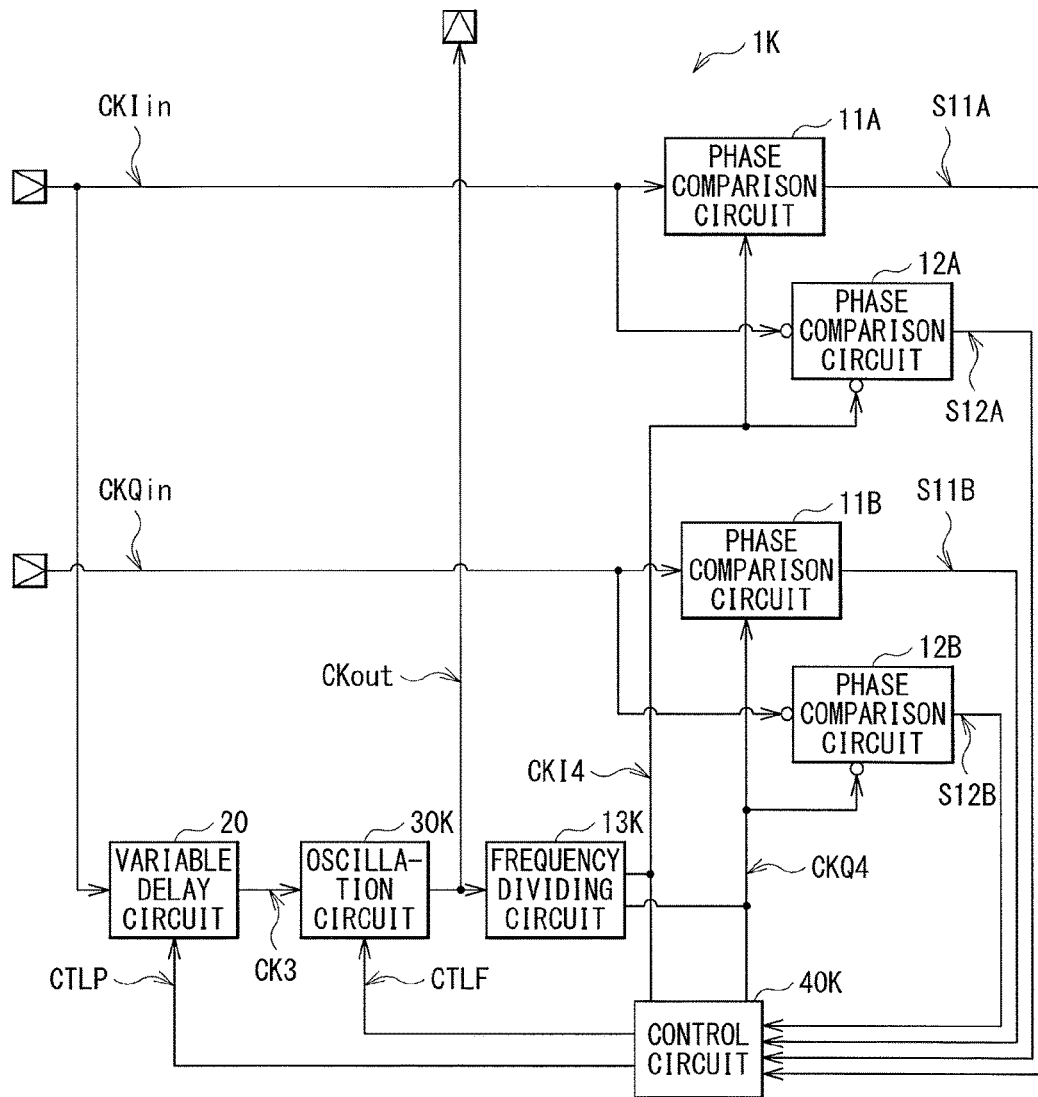 1K
CKIin
11A
S11A
PHASE
COMPARISON
CIRCUIT
12A
PHASE
COMPARISON
CIRCUIT
S12A
CKQin
11B
S11B
PHASE
COMPARISON
CIRCUIT
12B
CKout
PHASE
COMPARISON
CIRCUIT
CKI4
S12B
20
30K
13K
VARIABLE
DELAY
CIRCUIT
OSCILLA-
TION
CIRCUIT
FREQUENCY
DIVIDING
CIRCUIT
CKQ4
CTLP
CK3
CTLF
40K
CONTROL
CIRCUIT